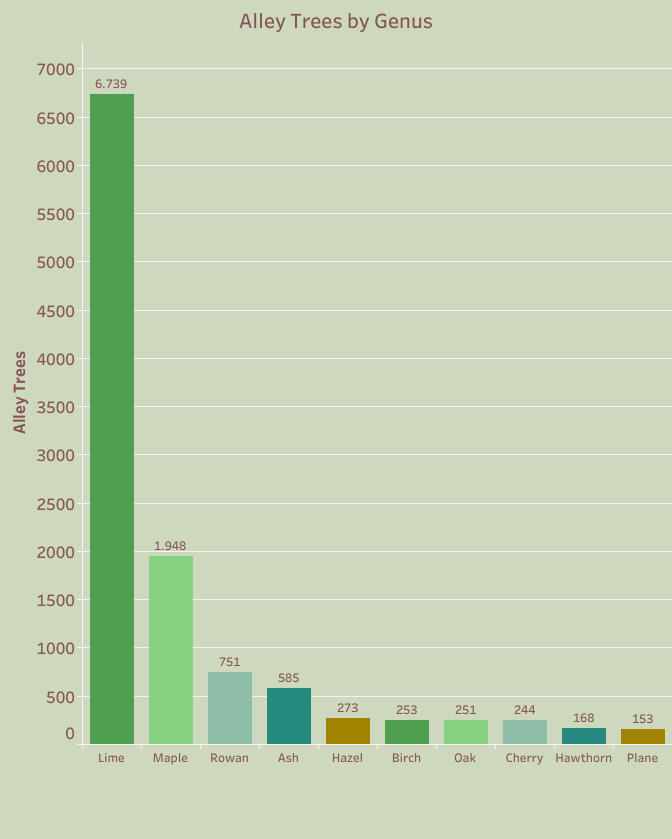 Alley Trees by Genus
Alley Trees
7000
6500
6000
5500
5000
4500
4000
3500
3000
2500
2000
1500
1000
500
0
6.739
1.948
751
585
273
253
251
244
168
153
Lime
Maple
Rowan
Ash
Hazel
Birch
Oak
Cherry
Hawthorn
Plane